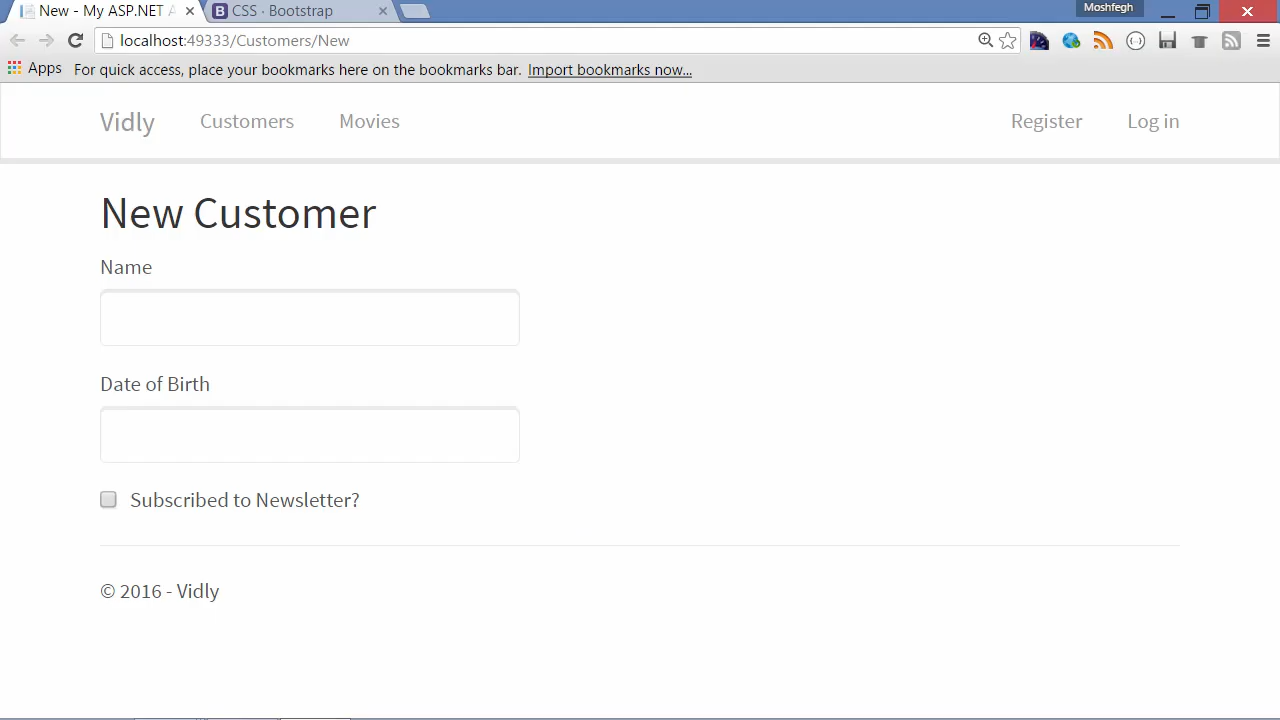 New - My ASP.NET A
CSS · Bootstrap
Moshfegh
localhost:49333/Customers/New
Apps For quick access, place your bookmarks here on the bookmarks bar. Import bookmarks now...
Vidly Customers Movies Register Log in
New Customer
Name
Date of Birth
Subscribed to Newsletter?
© 2016 - Vidly